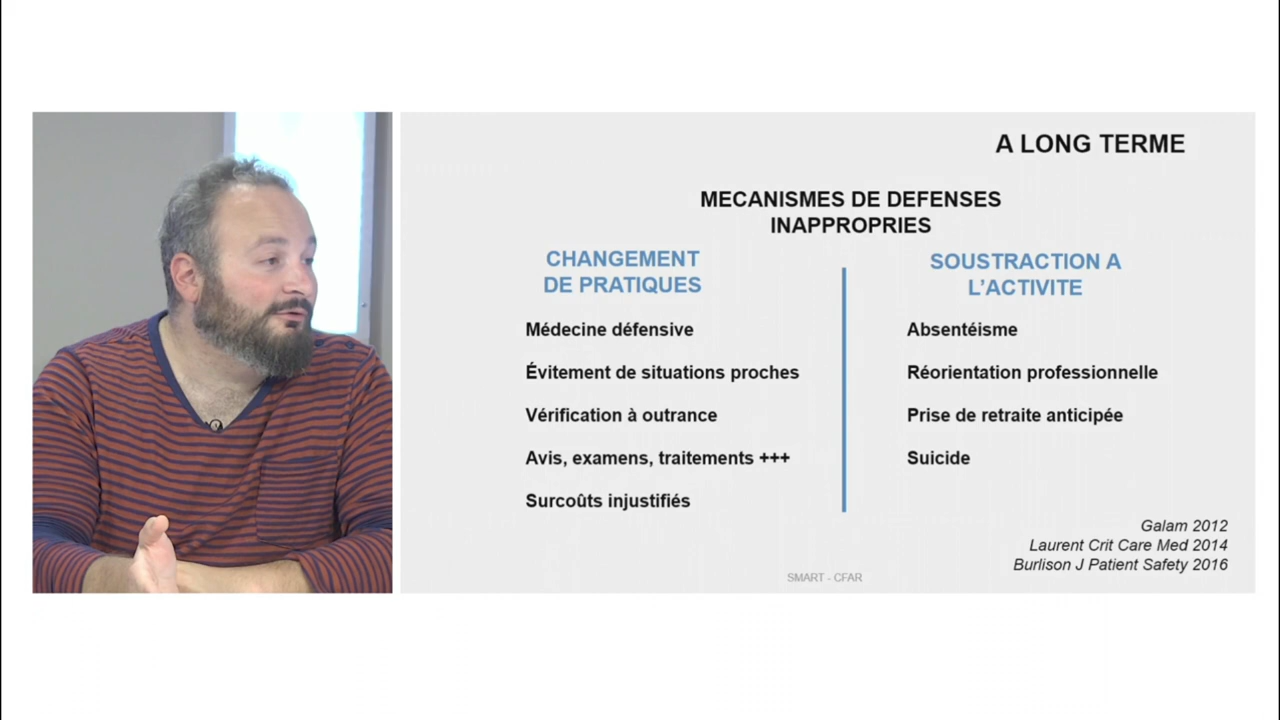 A LONG TERME
MECANISMES DE DEFENSES
INAPPROPRIES
CHANGEMENT
DE PRATIQUES
Médecine défensive
Évitement de situations proches
Vérification à outrance
Avis, examens, traitements +++
Surcoûts injustifiés
SOUSTRACTION A
L’ACTIVITE
Absentéisme
Réorientation professionnelle
Prise de retraite anticipée
Suicide
Galam 2012
Laurent Crit Care Med 2014
Burlison J Patient Safety 2016
SMART - CFAR